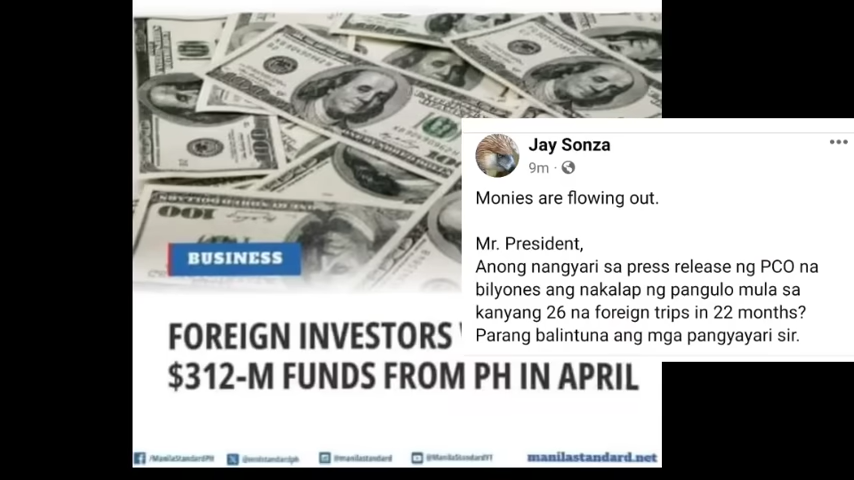 BUSINESS
FOREIGN INVESTORS
$312-M FUNDS FROM PH IN APRIL
/ManilaStandardPH
@mnlstandardph
@manilastandard
/ManilaStandardYT
manilastandard.net
Jay Sonza
9m
Monies are flowing out.
Mr. President,
Anong nangyari sa press release ng PCO na
bilyones ang nakalap ng pangulo mula sa
kanyang 26 na foreign trips in 22 months?
Parang balintuna ang mga pangyayari sir.